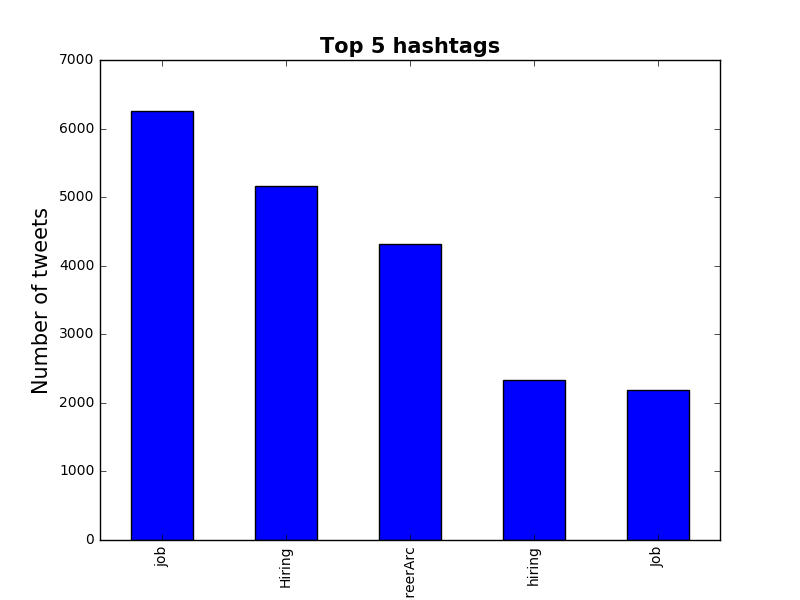 Top 5 hashtags
Number of tweets
7000
6000
5000
4000
3000
2000
1000
0
job
Hiring
reerArc
hiring
Job